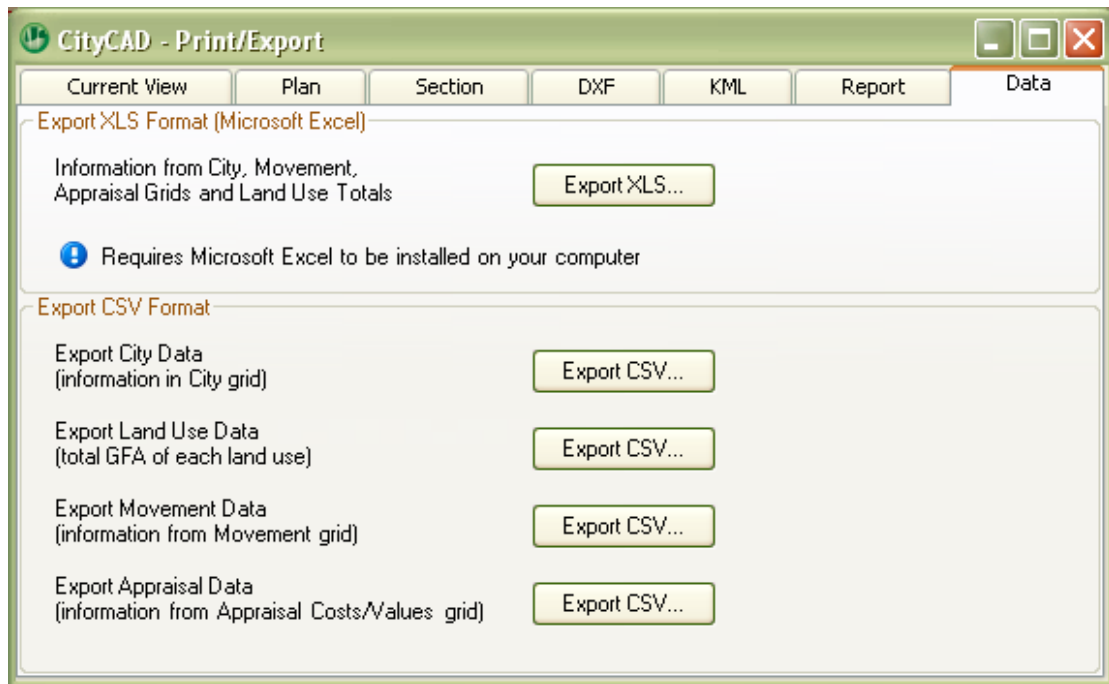 CityCAD - Print/Export
Current View Plan Section DXF KML Report Data
Export XLS Format (Microsoft Excel)
Information from City, Movement,
Appraisal Grids and Land Use Totals
Export XLS...
Requires Microsoft Excel to be installed on your computer
Export CSV Format
Export City Data
(information in City grid)
Export CSV...
Export Land Use Data
(total GFA of each land use)
Export CSV...
Export Movement Data
(information from Movement grid)
Export CSV...
Export Appraisal Data
(information from Appraisal Costs/Values grid)
Export CSV...